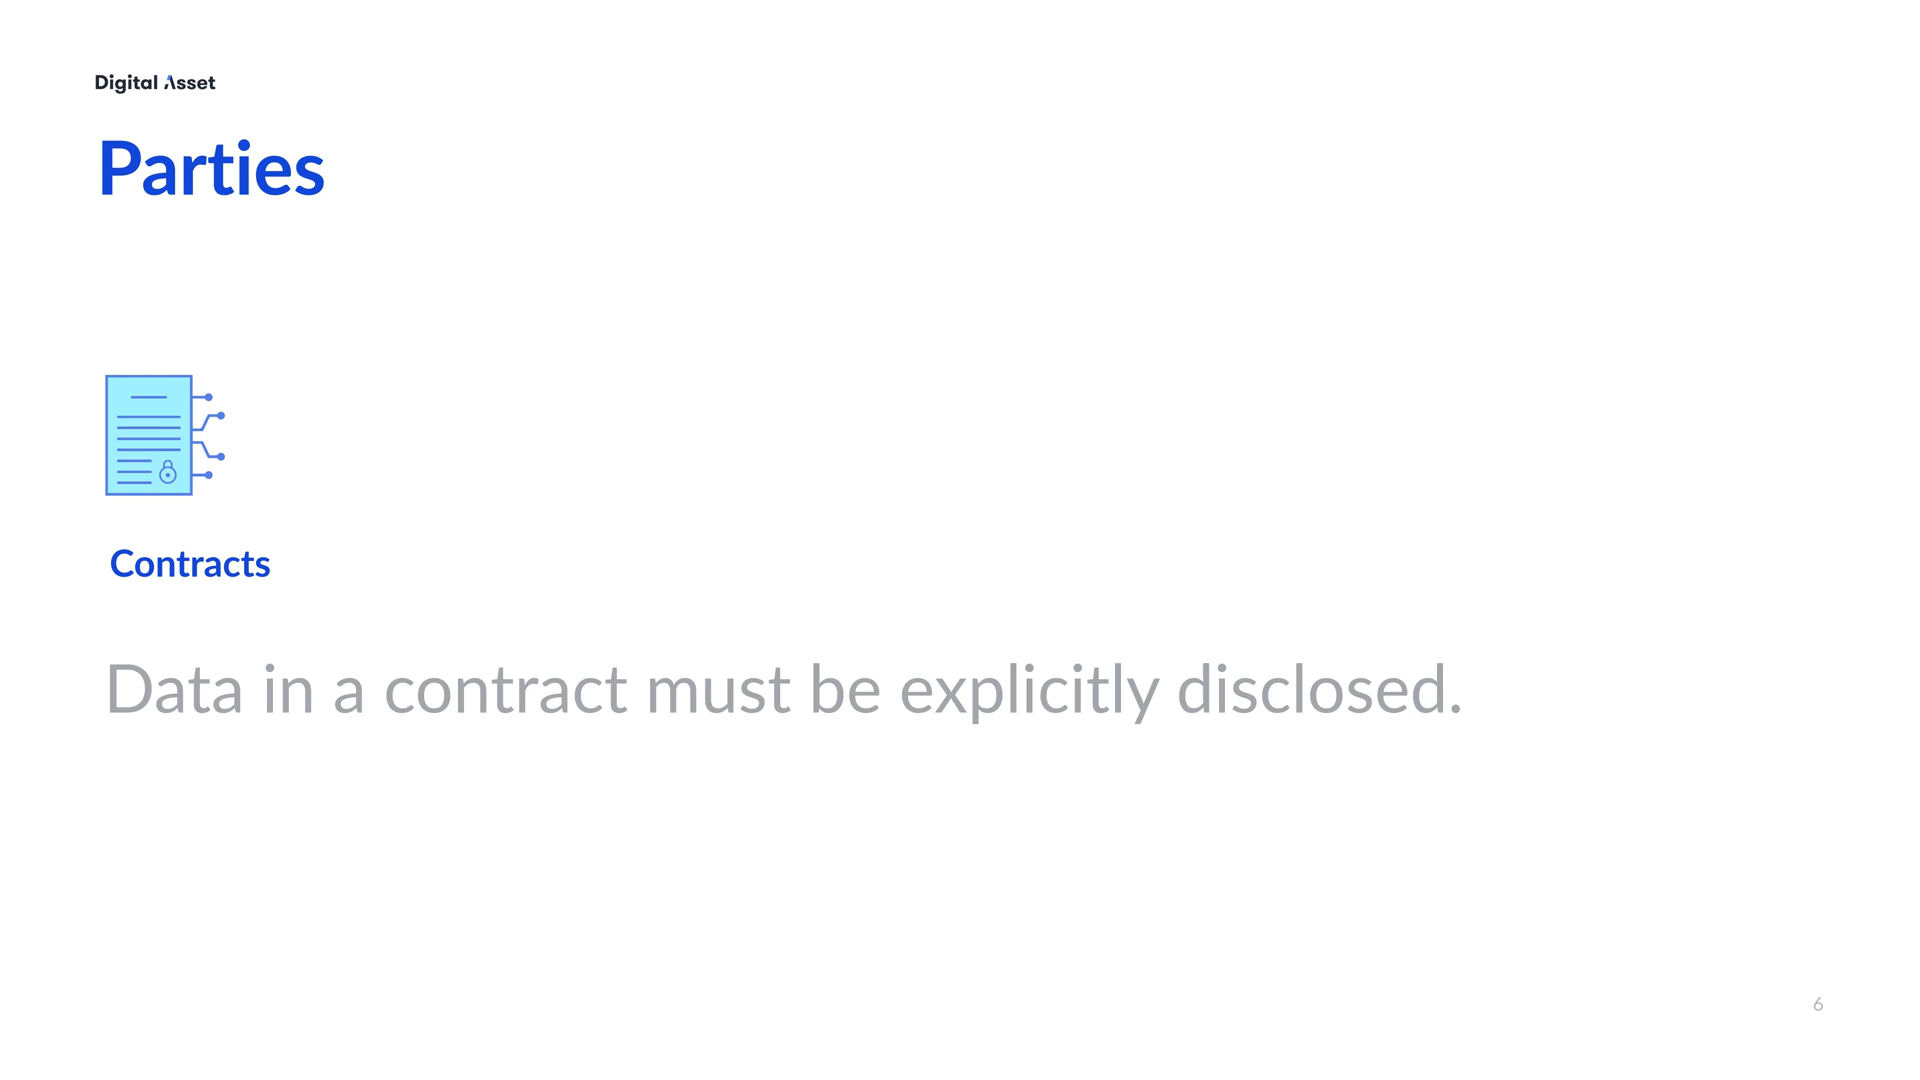 Digital Asset
Parties
Contracts
Data in a contract must be explicitly disclosed.
6